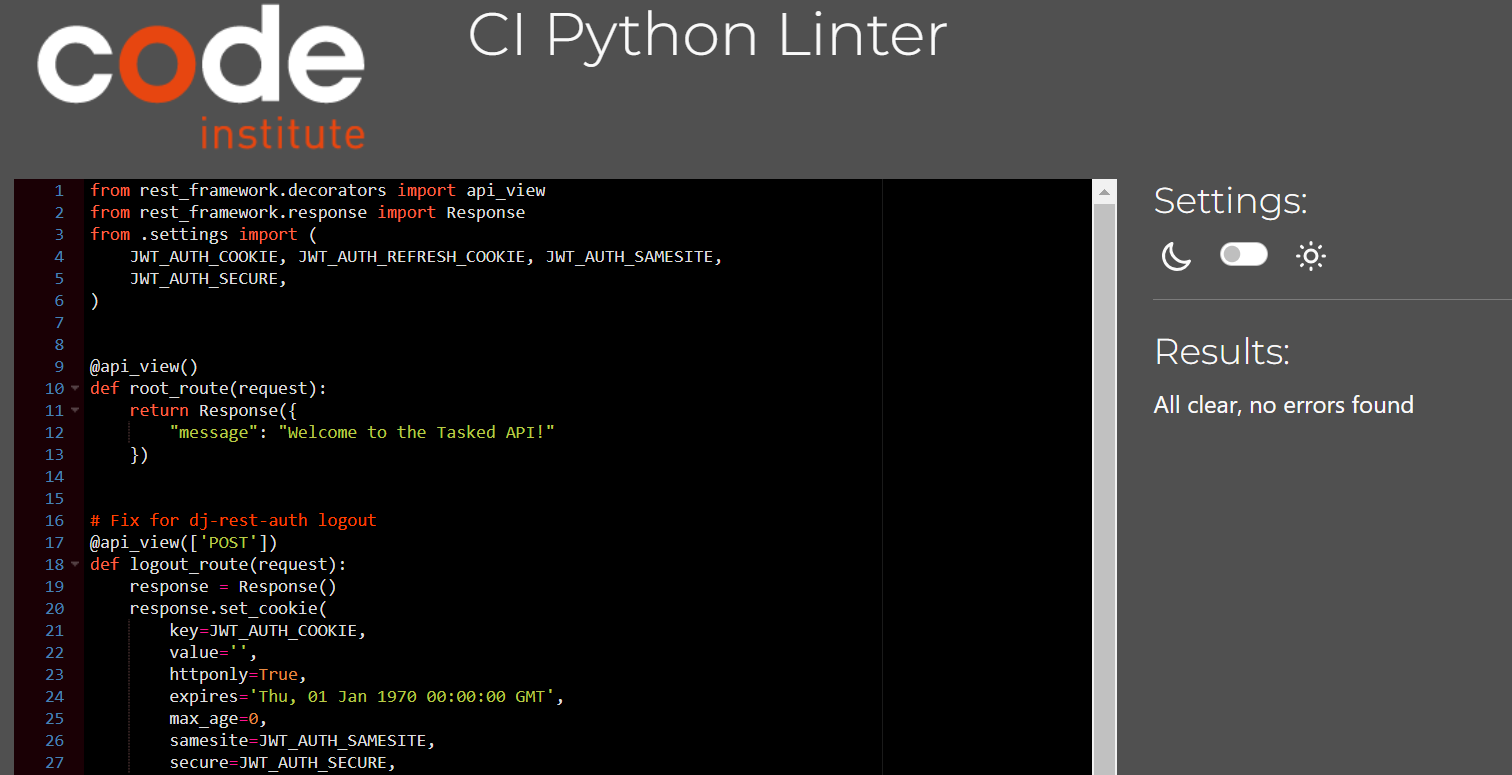 code
institute
CI Python Linter
1 from rest_framework.decorators import api_view
2 from rest_framework.response import Response
3 from .settings import (
4     JWT_AUTH_COOKIE, JWT_AUTH_REFRESH_COOKIE, JWT_AUTH_SAMESITE,
5     JWT_AUTH_SECURE,
6 )
7
8
9 @api_view()
10 def root_route(request):
11     return Response({
12         "message": "Welcome to the Tasked API!"
13     })
14
15
16 # Fix for dj-rest-auth logout
17 @api_view(['POST'])
18 def logout_route(request):
19     response = Response()
20     response.set_cookie(
21         key=JWT_AUTH_COOKIE,
22         value='',
23         httponly=True,
24         expires='Thu, 01 Jan 1970 00:00:00 GMT',
25         max_age=0,
26         samesite=JWT_AUTH_SAMESITE,
27         secure=JWT_AUTH_SECURE,
Settings:
Results:
All clear, no errors found